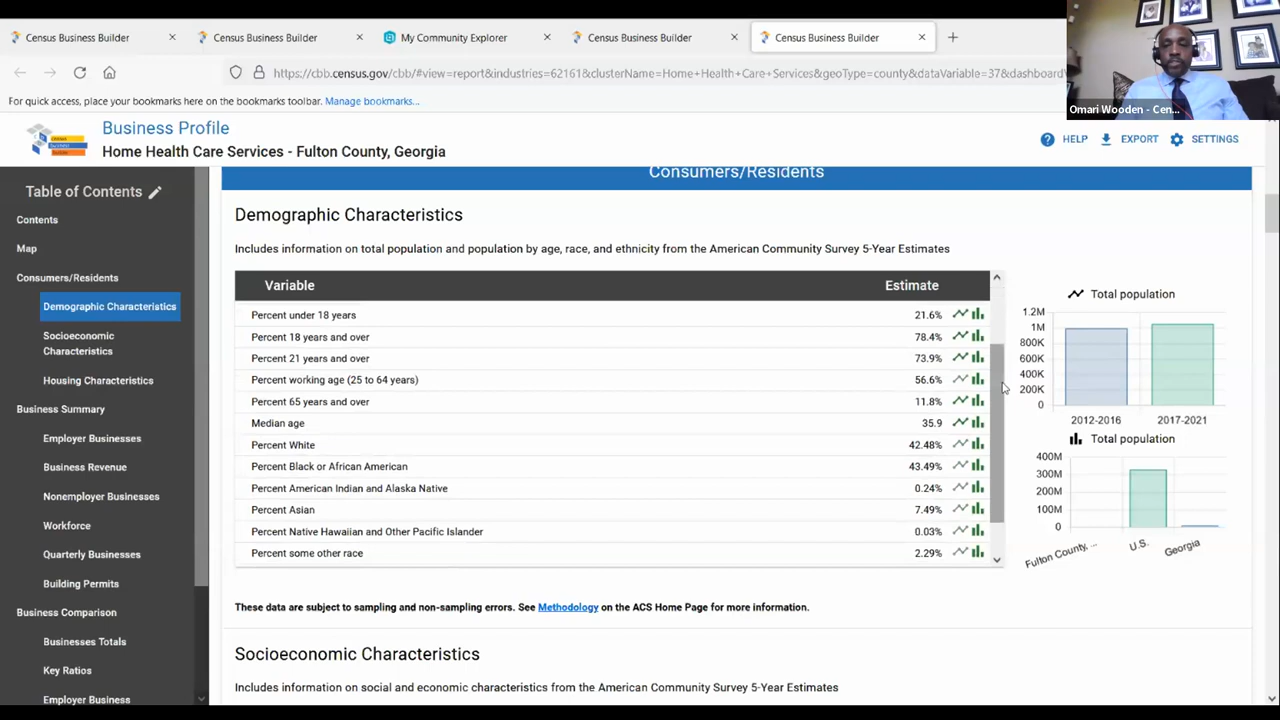 Census Business Builder
Census Business Builder
My Community Explorer
Census Business Builder
Census Business Builder
https://cbb.census.gov/cbb/#view=report&industries=62161&clusterName=Home+Health+Care+Services&geoType=county&dataVariable=37&dashboard
For quick access, place your bookmarks here on the bookmarks toolbar. Manage bookmarks...
Omari Wooden - Cen...
Business Profile
Home Health Care Services - Fulton County, Georgia
HELP EXPORT SETTINGS
Table of Contents
Contents
Map
Consumers/Residents
Demographic Characteristics
Socioeconomic
Characteristics
Housing Characteristics
Business Summary
Employer Businesses
Business Revenue
Nonemployer Businesses
Workforce
Quarterly Businesses
Building Permits
Business Comparison
Businesses Totals
Key Ratios
Employer Business
Consumers/Residents
Demographic Characteristics
Includes information on total population and population by age, race, and ethnicity from the American Community Survey 5-Year Estimates
Variable Estimate
Percent under 18 years 21.6%
Percent 18 years and over 78.4%
Percent 21 years and over 73.9%
Percent working age (25 to 64 years) 56.6%
Percent 65 years and over 11.8%
Median age 35.9
Percent White 42.48%
Percent Black or African American 43.49%
Percent American Indian and Alaska Native 0.24%
Percent Asian 7.49%
Percent Native Hawaiian and Other Pacific Islander 0.03%
Percent some other race 2.29%
Total population
1.2M
1M
800K
600K
400K
200K
0
2012-2016 2017-2021
Total population
400M
300M
200M
100M
0
Fulton County, ... U.S. Georgia
These data are subject to sampling and non-sampling errors. See Methodology on the ACS Home Page for more information.
Socioeconomic Characteristics
Includes information on social and economic characteristics from the American Community Survey 5-Year Estimates